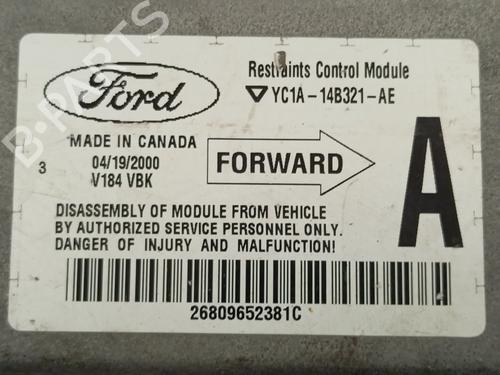 Ford
Restraints Control Module
YC1A-14B321-AE
MADE IN CANADA
3
04/19/2000
V184 VBK
FORWARD
A
DISASSEMBLY OF MODULE FROM VEHICLE
BY AUTHORIZED SERVICE PERSONNEL ONLY.
DANGER OF INJURY AND MALFUNCTION!
26809652381C
B-PARTS